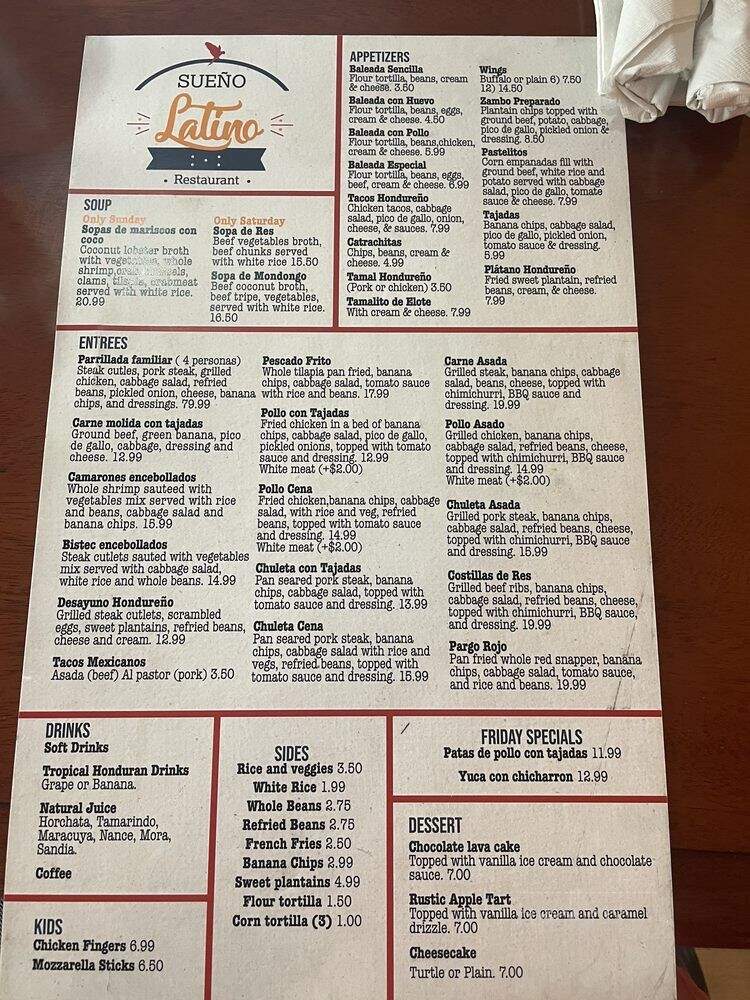 SUEÑO
Latino
• Restaurant •
SOUP
Only Sunday
Sopas de mariscos con
coco
Coconut lobster broth
with vegetables, whole
shrimp, mussels,
clams, crabmeat
served with white rice.
20.99
Only Saturday
Sopa de Res
Beef vegetables broth,
beef chunks served
with white rice 15.50
Sopa de Mondongo
Beef coconut broth,
beef tripe, vegetables,
served with white rice.
16.50
APPETIZERS
Baleada Sencilla
Flour tortilla, beans, cream
& cheese. 3.50
Baleada con Huevo
Flour tortilla, beans, eggs,
cream & cheese. 4.50
Baleada con Pollo
Flour tortilla, beans,chicken,
cream & cheese. 5.99
Baleada Especial
Flour tortilla, beans, eggs,
beef, cream & cheese. 6.99
Tacos Hondureño
Chicken tacos, cabbage
salad, pico de gallo, onion,
cheese, & sauces. 7.99
Catrachitas
Chips, beans, cream &
cheese. 4.99
Tamal Hondureño
(Pork or chicken) 3.50
Tamalito de Elote
With cream & cheese. 7.99
Wings
Buffalo or plain 6) 7.50
12) 14.50
Zambo Preparado
Plantain chips topped with
ground beef, potato, cabbage,
pico de gallo, pickled onion &
dressing. 8.50
Pastelitos
Corn empanadas fill with
ground beef, white rice and
potato served with cabbage
salad, pico de gallo, tomate
sauce & cheese. 7.99
Tajadas
Banana chips, cabbage salad,
pico de gallo, pickled onion,
tomato sauce & dressing.
5.99
Plátano Hondureño
Fried sweet plantain, refried
beans, cream, & cheese.
7.99
ENTREES
Parrillada familiar ( 4 personas)
Steak cutles, pork steak, grilled
chicken, cabbage salad, refried
beans, pickled onion, cheese, banana
chips, and dressings. 79.99
Carne molida con tajadas
Ground beef, green banana, pico
de gallo, cabbage, dressing and
cheese. 12.99
Camarones encebollados
Whole shrimp sauteed with
vegetables mix served with rice
and beans, cabbage salad and
banana chips. 15.99
Bistec encebollados
Steak cutlets sauted with vegetables
mix served with cabbage salad,
white rice and whole beans. 14.99
Desayuno Hondureño
Grilled steak cutlets, scrambled
eggs, sweet plantains, refried beans,
cheese and cream. 12.99
Tacos Mexicanos
Asada (beef) Al pastor (pork) 3.50
Pescado Frito
Whole tilapia pan fried, banana
chips, cabbage salad, tomato sauce
with rice and beans. 17.99
Pollo con Tajadas
Fried chicken in a bed of banana
chips, cabbage salad, pico de gallo,
pickled onions, topped with tomato
sauce and dressing. 12.99
White meat (+$2.00)
Pollo Cena
Fried chicken,banana chips, cabbage
salad, with rice and veg, refried
beans, topped with tomato sauce
and dressing. 14.99
White meat (+$2.00)
Chuleta con Tajadas
Pan seared pork steak, banana
chips, cabbage salad, topped with
tomato sauce and dressing. 13.99
Chuleta Cena
Pan seared pork steak, banana
chips, cabbage salad with rice and
vegs, refried beans, topped with
tomato sauce and dressing. 15.99
Carne Asada
Grilled steak, banana chips, cabbage
salad, beans, cheese, topped with
chimichurri, BBQ sauce and
dressing. 19.99
Pollo Asado
Grilled chicken, banana chips,
cabbage salad, refried beans, cheese,
topped with chimichurri, BBQ sauce
and dressing. 14.99
White meat (+$2.00)
Chuleta Asada
Grilled pork steak, banana chips,
cabbage salad, refried beans, cheese,
topped with chimichurri, BBQ sauce
and dressing. 15.99
Costillas de Res
Grilled beef ribs, banana chips,
cabbage salad, refried beans, cheese,
topped with chimichurri, BBQ sauce,
and dressing. 19.99
Pargo Rojo
Pan fried whole red snapper, banana
chips, cabbage salad, tomato sauce,
and rice and beans. 19.99
DRINKS
Soft Drinks
Tropical Honduran Drinks
Grape or Banana.
Natural Juice
Horchata, Tamarindo,
Maracuya, Nance, Mora,
Sandia.
Coffee
KIDS
Chicken Fingers 6.99
Mozzarella Sticks 6.50
SIDES
Rice and veggies 3.50
White Rice 1.99
Whole Beans 2.75
Refried Beans 2.75
French Fries 2.50
Banana Chips 2.99
Sweet plantains 4.99
Flour tortilla 1.50
Corn tortilla (3) 1.00
FRIDAY SPECIALS
Patas de pollo con tajadas 11.99
Yuca con chicharron 12.99
DESSERT
Chocolate lava cake
Topped with vanilla ice cream and chocolate
sauce. 7.00
Rustic Apple Tart
Topped with vanilla ice cream and caramel
drizzle. 7.00
Cheesecake
Turtle or Plain. 7.00